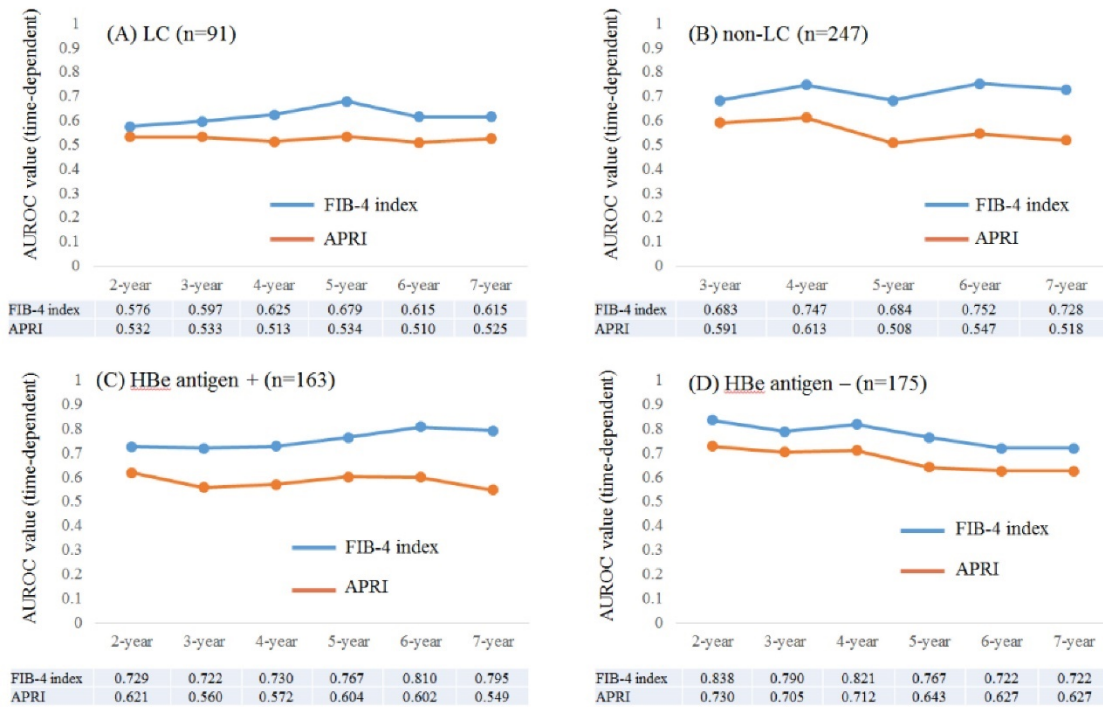 (A) LC (n=91)
AUROC value (time-dependent)
1
0.9
0.8
0.7
0.6
0.5
0.4
0.3
0.2
0.1
0
FIB-4 index
APRI
2-year 3-year 4-year 5-year 6-year 7-year
FIB-4 index 0.576 0.597 0.625 0.679 0.615 0.615
APRI 0.532 0.533 0.513 0.534 0.510 0.525
(B) non-LC (n=247)
AUROC value (time-dependent)
1
0.9
0.8
0.7
0.6
0.5
0.4
0.3
0.2
0.1
0
FIB-4 index
APRI
3-year 4-year 5-year 6-year 7-year
FIB-4 index 0.683 0.747 0.684 0.752 0.728
APRI 0.591 0.613 0.508 0.547 0.518
(C) HBe antigen + (n=163)
AUROC value (time-dependent)
1
0.9
0.8
0.7
0.6
0.5
0.4
0.3
0.2
0.1
0
FIB-4 index
APRI
2-year 3-year 4-year 5-year 6-year 7-year
FIB-4 index 0.729 0.722 0.730 0.767 0.810 0.795
APRI 0.621 0.560 0.572 0.604 0.602 0.549
(D) HBe antigen − (n=175)
AUROC value (time-dependent)
1
0.9
0.8
0.7
0.6
0.5
0.4
0.3
0.2
0.1
0
FIB-4 index
APRI
2-year 3-year 4-year 5-year 6-year 7-year
FIB-4 index 0.838 0.790 0.821 0.767 0.722 0.722
APRI 0.730 0.705 0.712 0.643 0.627 0.627